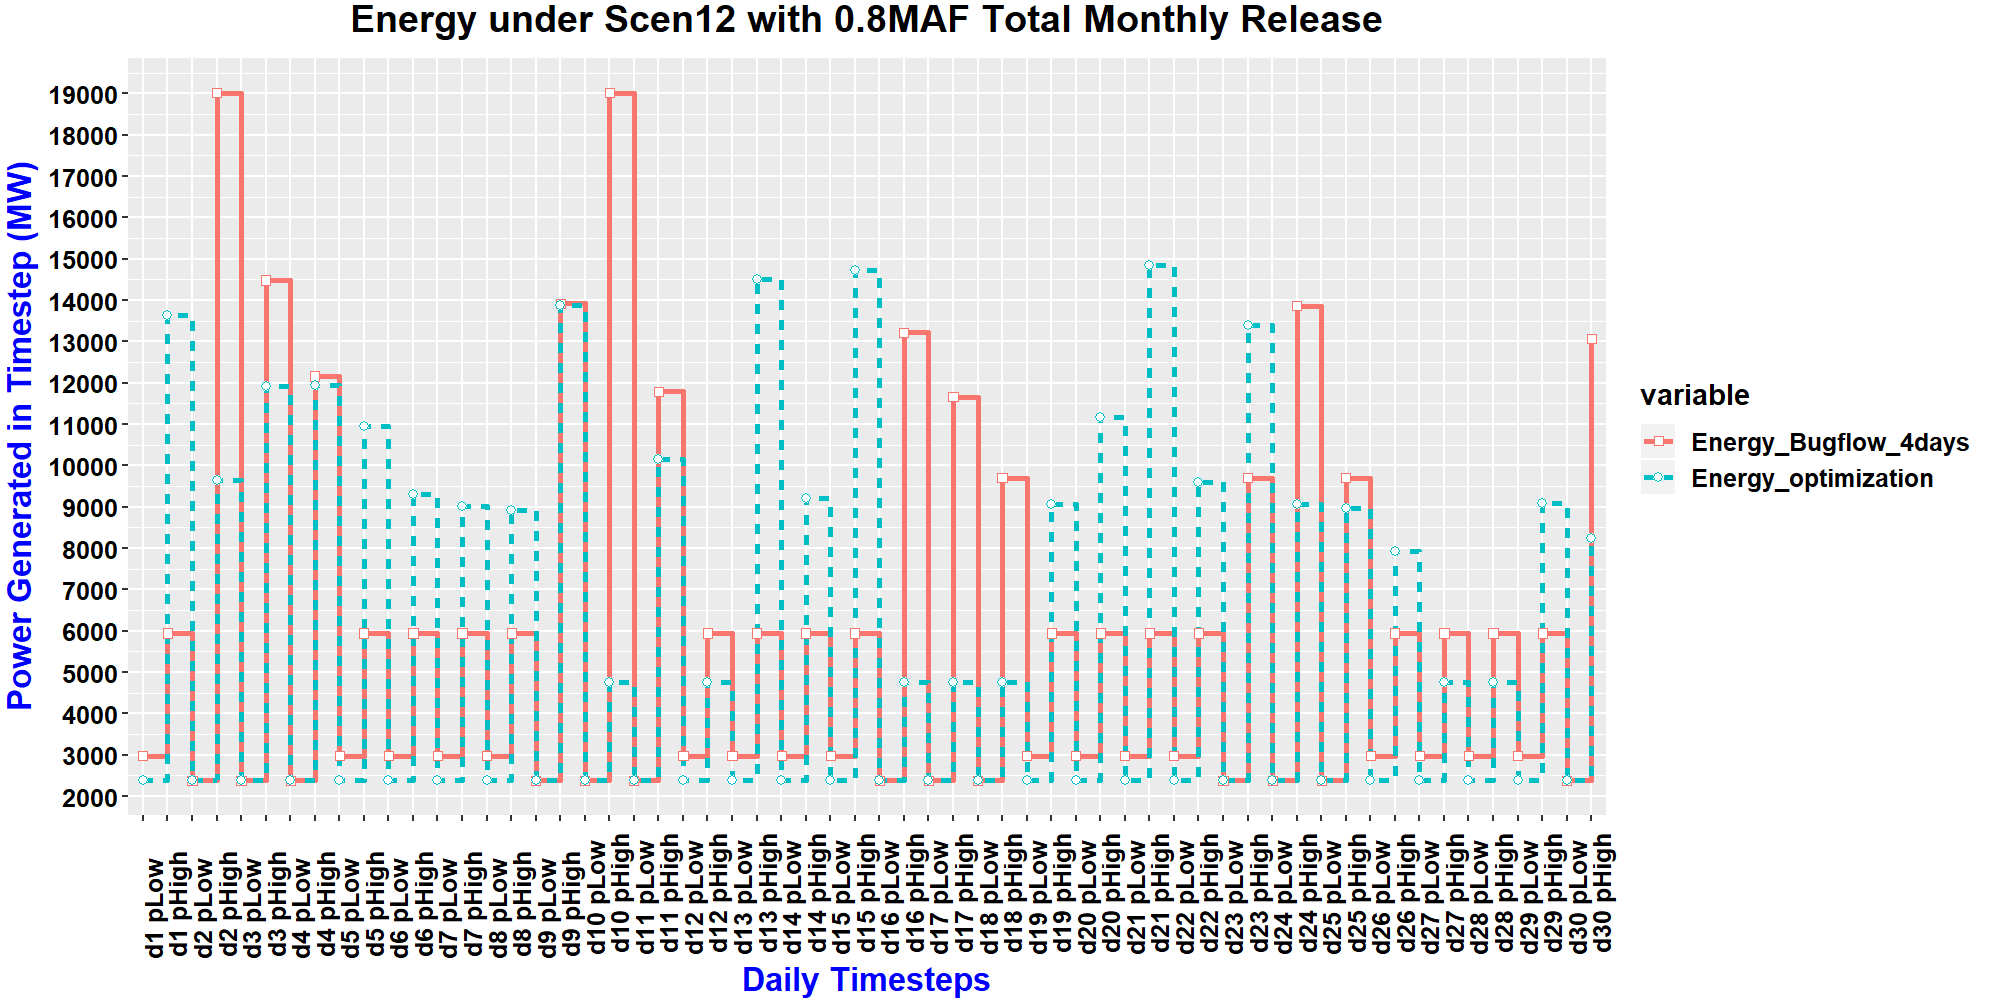 Energy under Scen12 with 0.8MAF Total Monthly Release
Power Generated in Timestep (MW)
19000
18000
17000
16000
15000
14000
13000
12000
11000
10000
9000
8000
7000
6000
5000
4000
3000
2000
d1 pLow
d1 pHigh
d2 pLow
d2 pHigh
d3 pLow
d3 pHigh
d4 pLow
d4 pHigh
d5 pLow
d5 pHigh
d6 pLow
d6 pHigh
d7 pLow
d7 pHigh
d8 pLow
d8 pHigh
d9 pLow
d9 pHigh
d10 pLow
d10 pHigh
d11 pLow
d11 pHigh
d12 pLow
d12 pHigh
d13 pLow
d13 pHigh
d14 pLow
d14 pHigh
d15 pLow
d15 pHigh
d16 pLow
d16 pHigh
d17 pLow
d17 pHigh
d18 pLow
d18 pHigh
d19 pLow
d19 pHigh
d20 pLow
d20 pHigh
d21 pLow
d21 pHigh
d22 pLow
d22 pHigh
d23 pLow
d23 pHigh
d24 pLow
d24 pHigh
d25 pLow
d25 pHigh
d26 pLow
d26 pHigh
d27 pLow
d27 pHigh
d28 pLow
d28 pHigh
d29 pLow
d29 pHigh
d30 pLow
d30 pHigh
Daily Timesteps
variable
Energy_Bugflow_4days
Energy_optimization